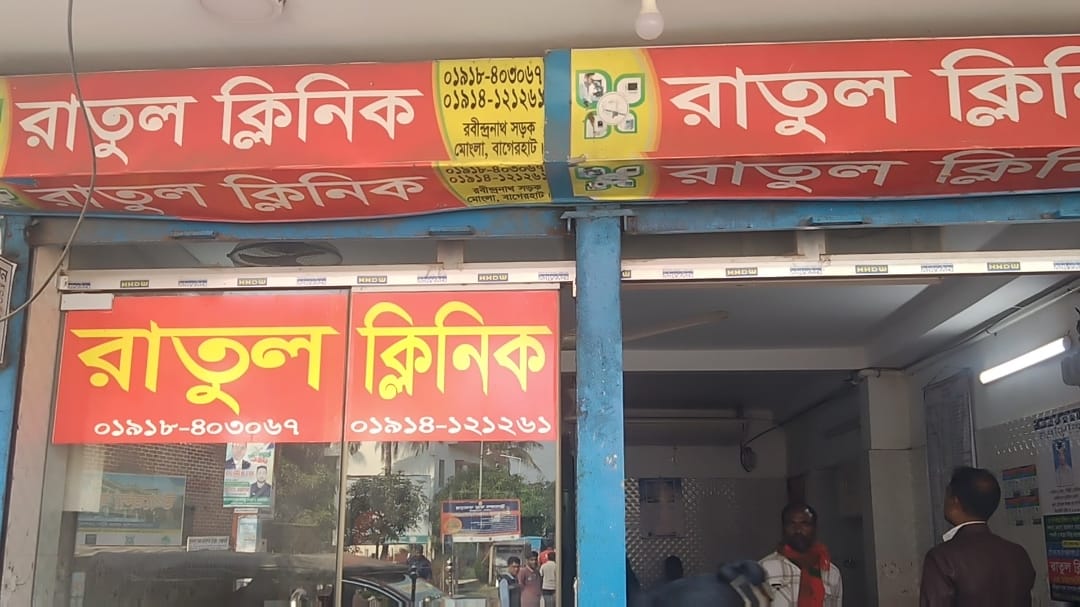 রাতুল ক্লিনিক
০১৯১৮-৪০৩০৬৭
০১৯১৪-১২১২৬১
রবীন্দ্রনাথ সড়ক
মোংলা, বাগেরহাট।
রাতুল ক্লিনি
রাতুল ক্লিনিক
০১৯১৮-৪০৩০৬৭
০১৯১৪-১২১২৬১
রবীন্দ্রনাথ সড়ক
মোংলা, বাগেরহাট।
রাতুল ক্লিনি
রাতুল ক্লিনিক
০১৯১৮-৪০৩০৬৭ ০১৯১৪-১২১২৬১
রাতুল ক্লি